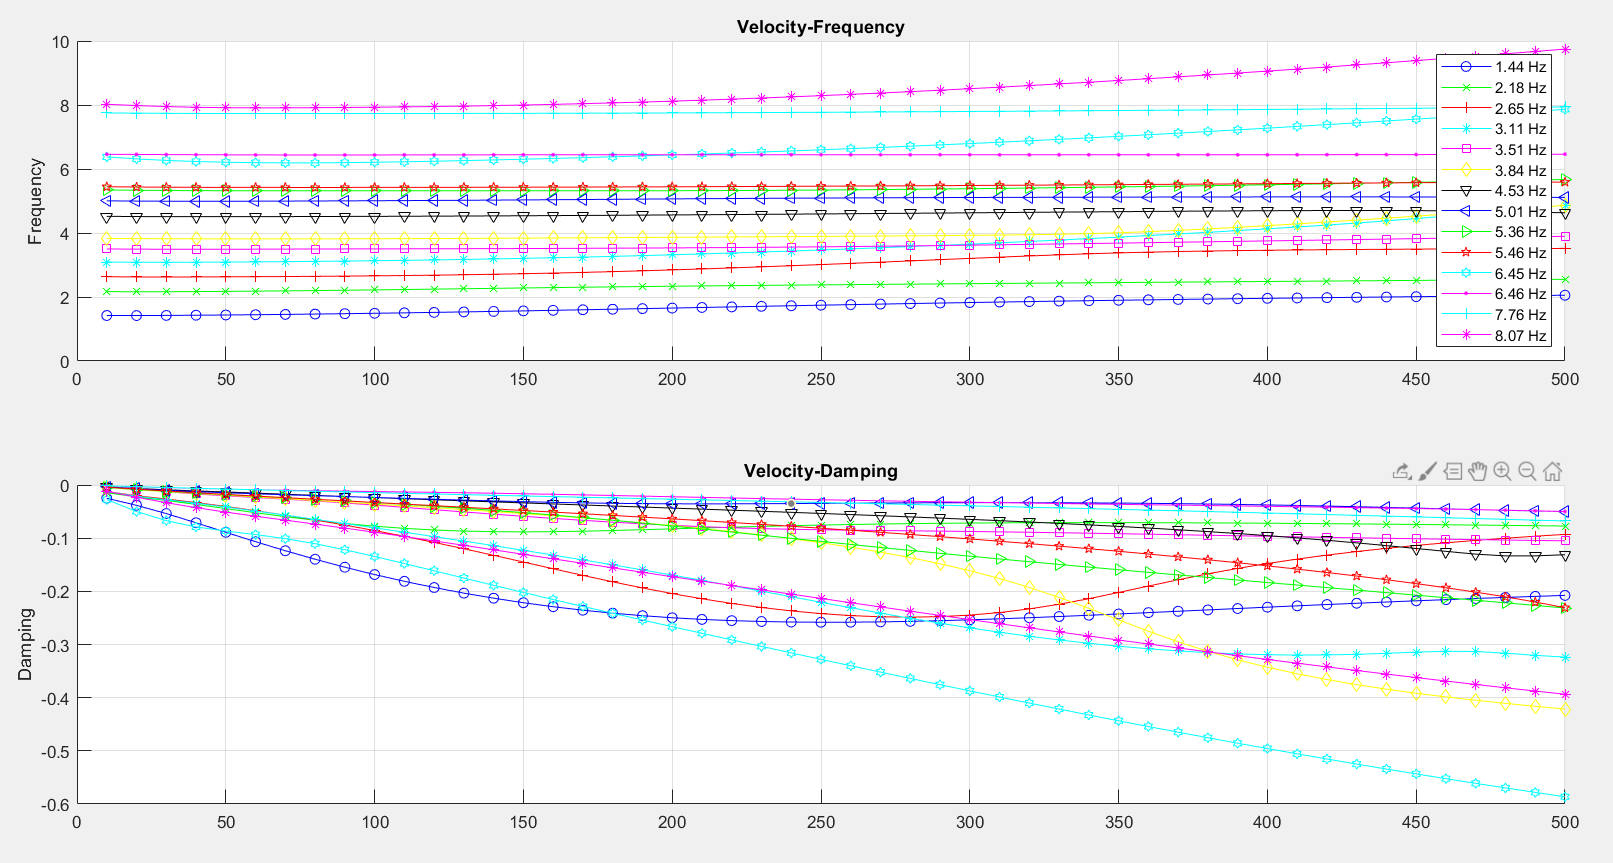 Velocity-Frequency
10
8
6
4
2
0
Frequency
1.44 Hz
2.18 Hz
2.65 Hz
3.11 Hz
3.51 Hz
3.84 Hz
4.53 Hz
5.01 Hz
5.36 Hz
5.46 Hz
6.45 Hz
6.46 Hz
7.76 Hz
8.07 Hz
0 50 100 150 200 250 300 350 400 450 500
Velocity-Damping
0
-0.1
-0.2
-0.3
-0.4
-0.5
-0.6
Damping
0 50 100 150 200 250 300 350 400 450 500